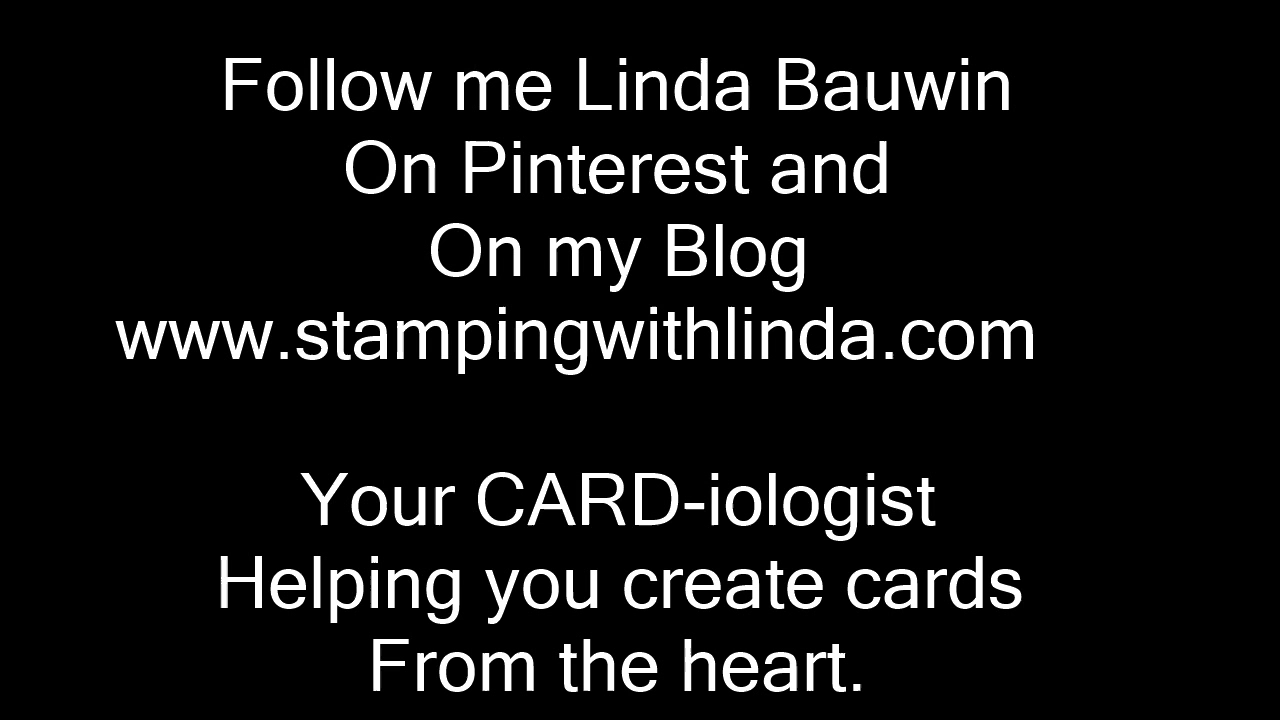 Follow me Linda Bauwin
On Pinterest and
On my Blog
www.stampingwithlinda.com
Your CARD-iologist
Helping you create cards
From the heart.